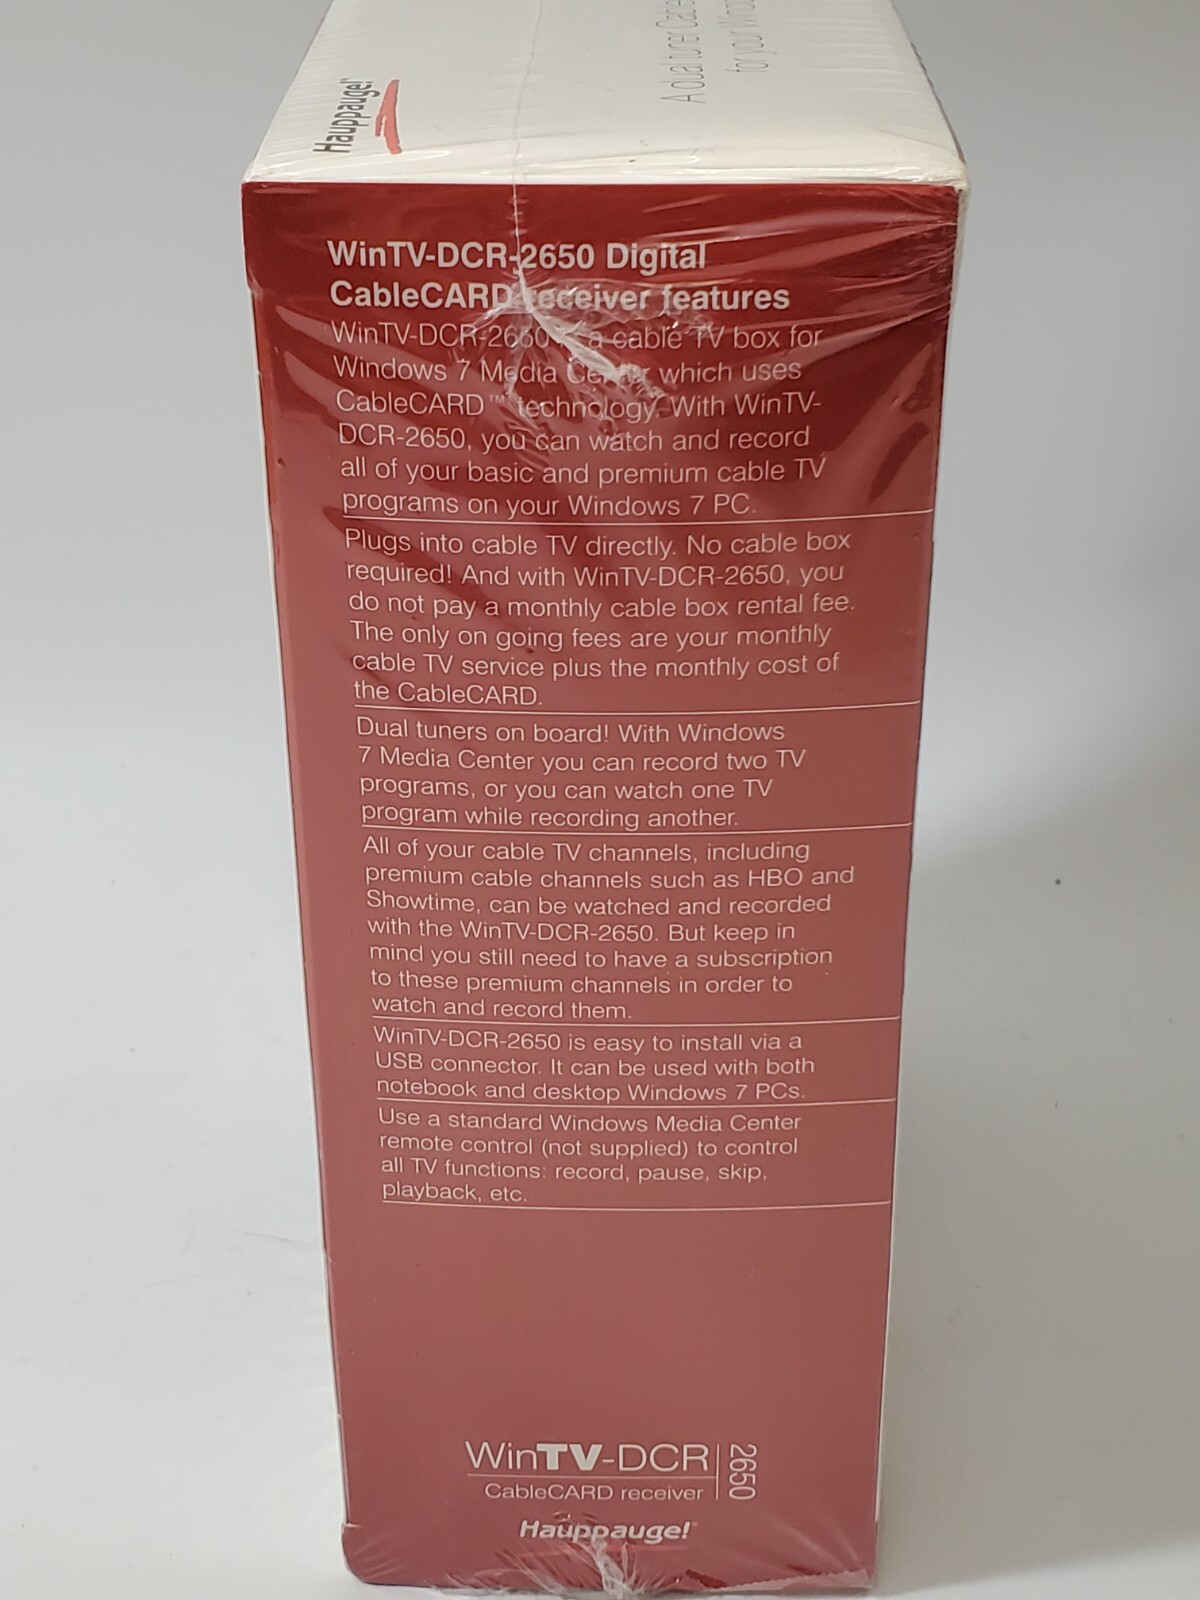 Hauppauge!
A dual tuner Cable
for your Windo
WinTV-DCR-2650 Digital
CableCARD receiver features
WinTV-DCR-2650 a cable TV box for
Windows 7 Media Center which uses
CableCARD™ technology. With WinTV-
DCR-2650, you can watch and record
all of your basic and premium cable TV
programs on your Windows 7 PC.
Plugs into cable TV directly. No cable box
required! And with WinTV-DCR-2650, you
do not pay a monthly cable box rental fee.
The only on going fees are your monthly
cable TV service plus the monthly cost of
the CableCARD.
Dual tuners on board! With Windows
7 Media Center you can record two TV
programs, or you can watch one TV
program while recording another.
All of your cable TV channels, including
premium cable channels such as HBO and
Showtime, can be watched and recorded
with the WinTV-DCR-2650. But keep in
mind you still need to have a subscription
to these premium channels in order to
watch and record them.
WinTV-DCR-2650 is easy to install via a
USB connector. It can be used with both
notebook and desktop Windows 7 PCs.
Use a standard Windows Media Center
remote control (not supplied) to control
all TV functions: record, pause, skip,
playback, etc.
WinTV-DCR
2650
CableCARD receiver
Hauppauge!